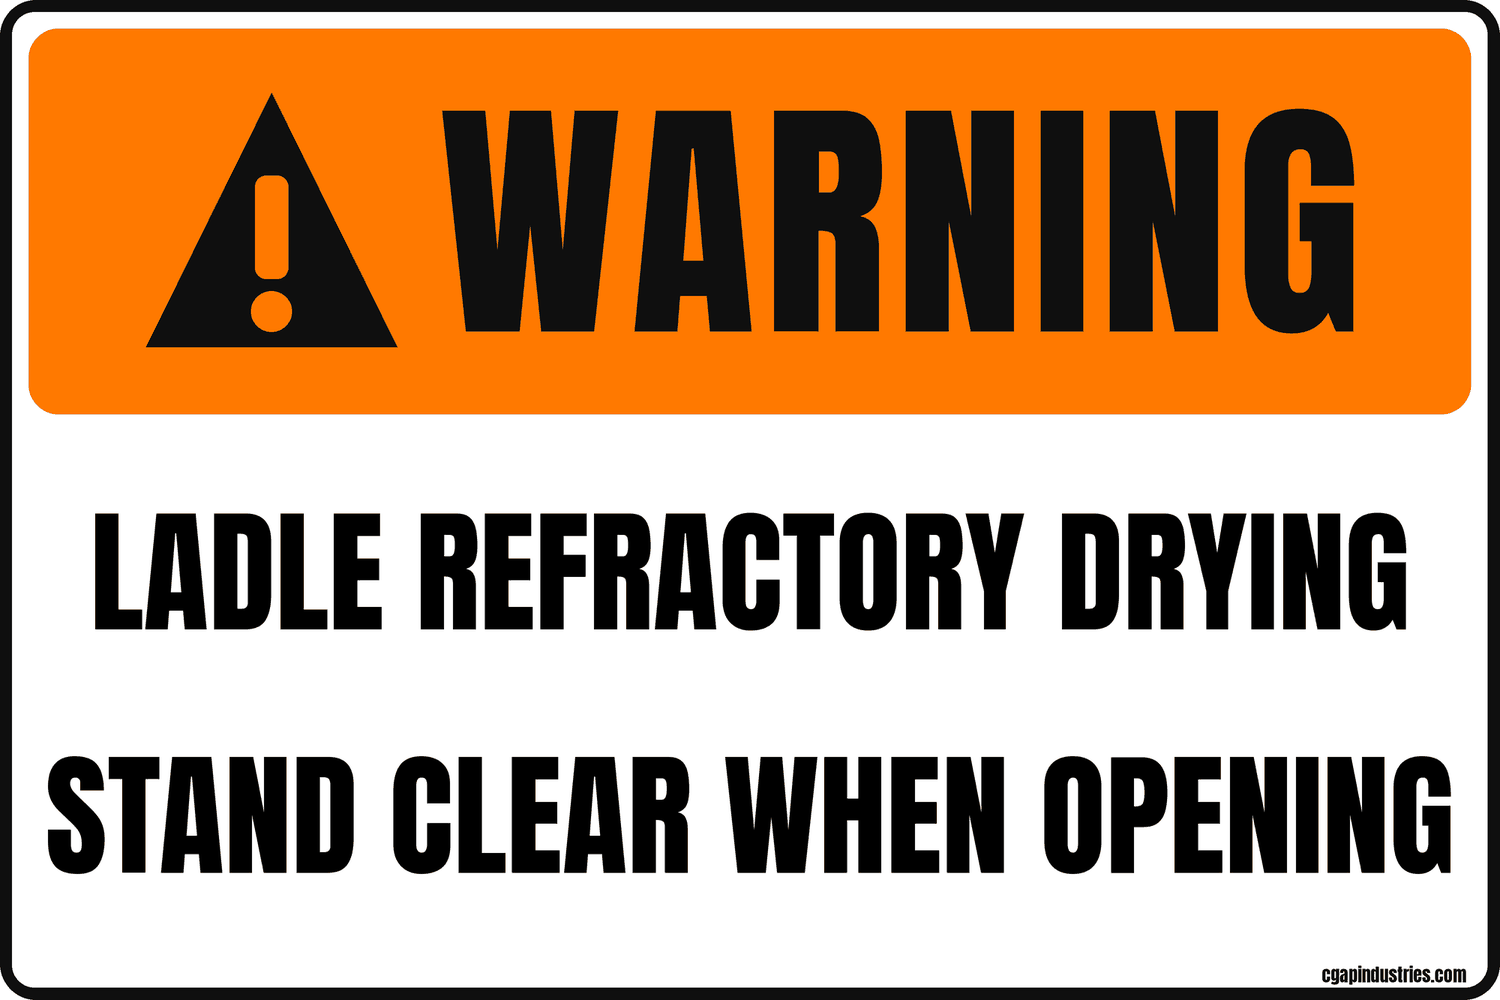 WARNING
LADLE REFRACTORY DRYING
STAND CLEAR WHEN OPENING
cgapindustries.com